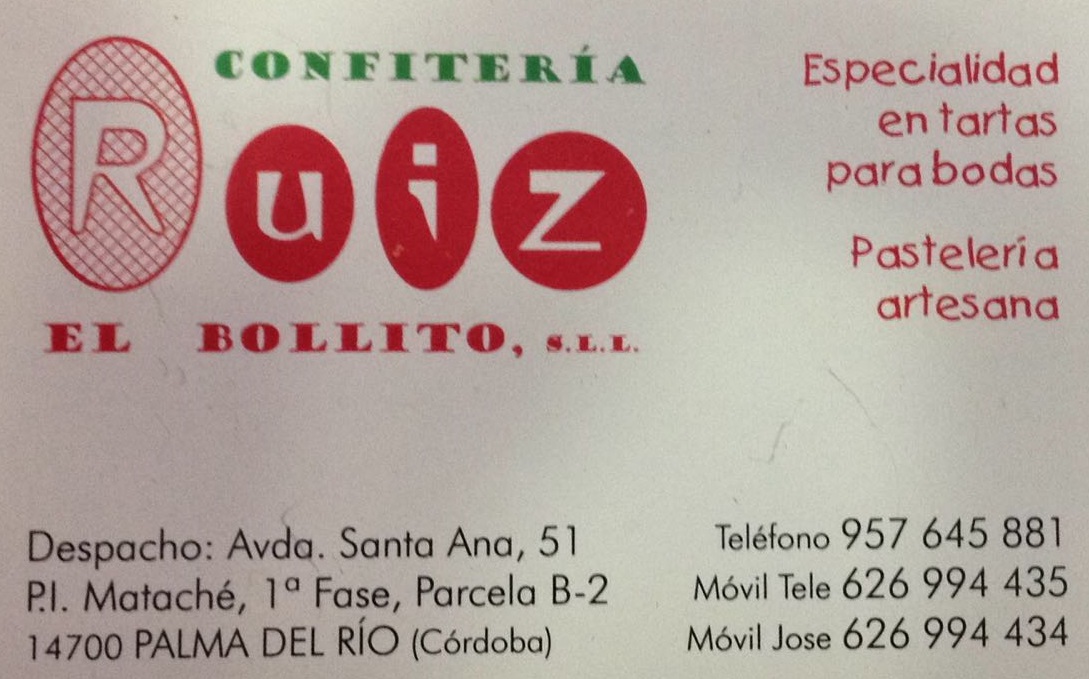 CONFITERÍA
Ruiz
EL BOLLITO, S.L.L.
Especialidad
en tartas
para bodas
Pastelería
artesana
Despacho: Avda. Santa Ana, 51
P.I. Mataché, 1ª Fase, Parcela B-2
14700 PALMA DEL RÍO (Córdoba)
Teléfono 957 645 881
Móvil Tele 626 994 435
Móvil Jose 626 994 434